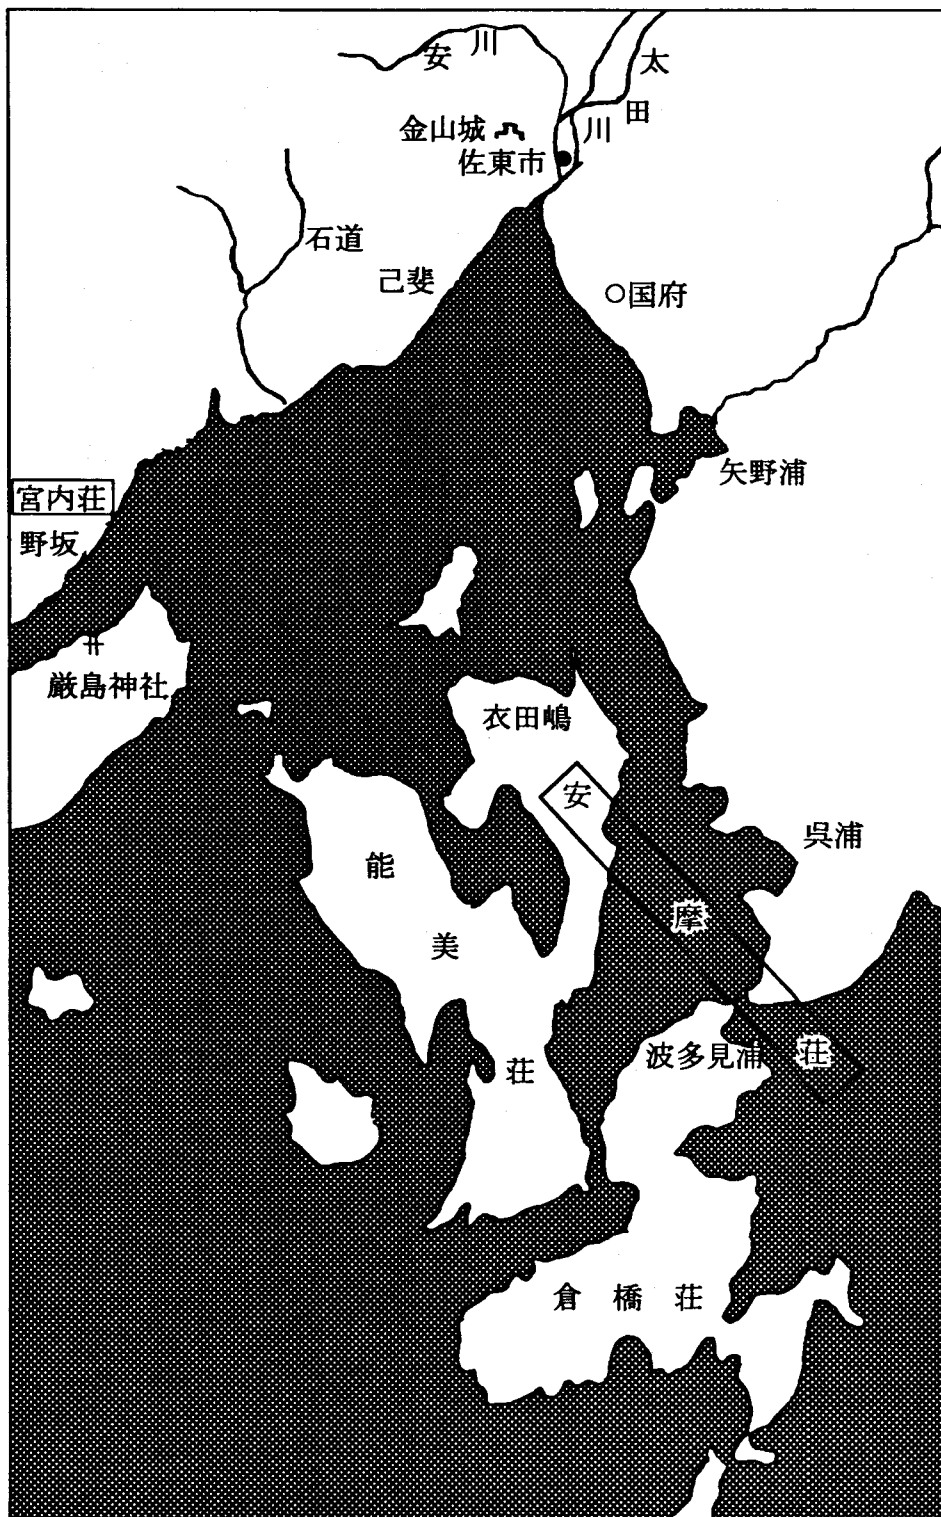 安川
太田川
金山城
佐東市
石道
己斐
国府
矢野浦
宮内荘
野坂
厳島神社
衣田嶋
安摩荘
呉浦
能美荘
波多見浦
倉橋荘